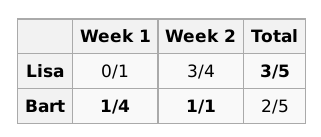 Week 1 Week 2 Total
Lisa 0/1 3/4 3/5
Bart 1/4 1/1 2/5